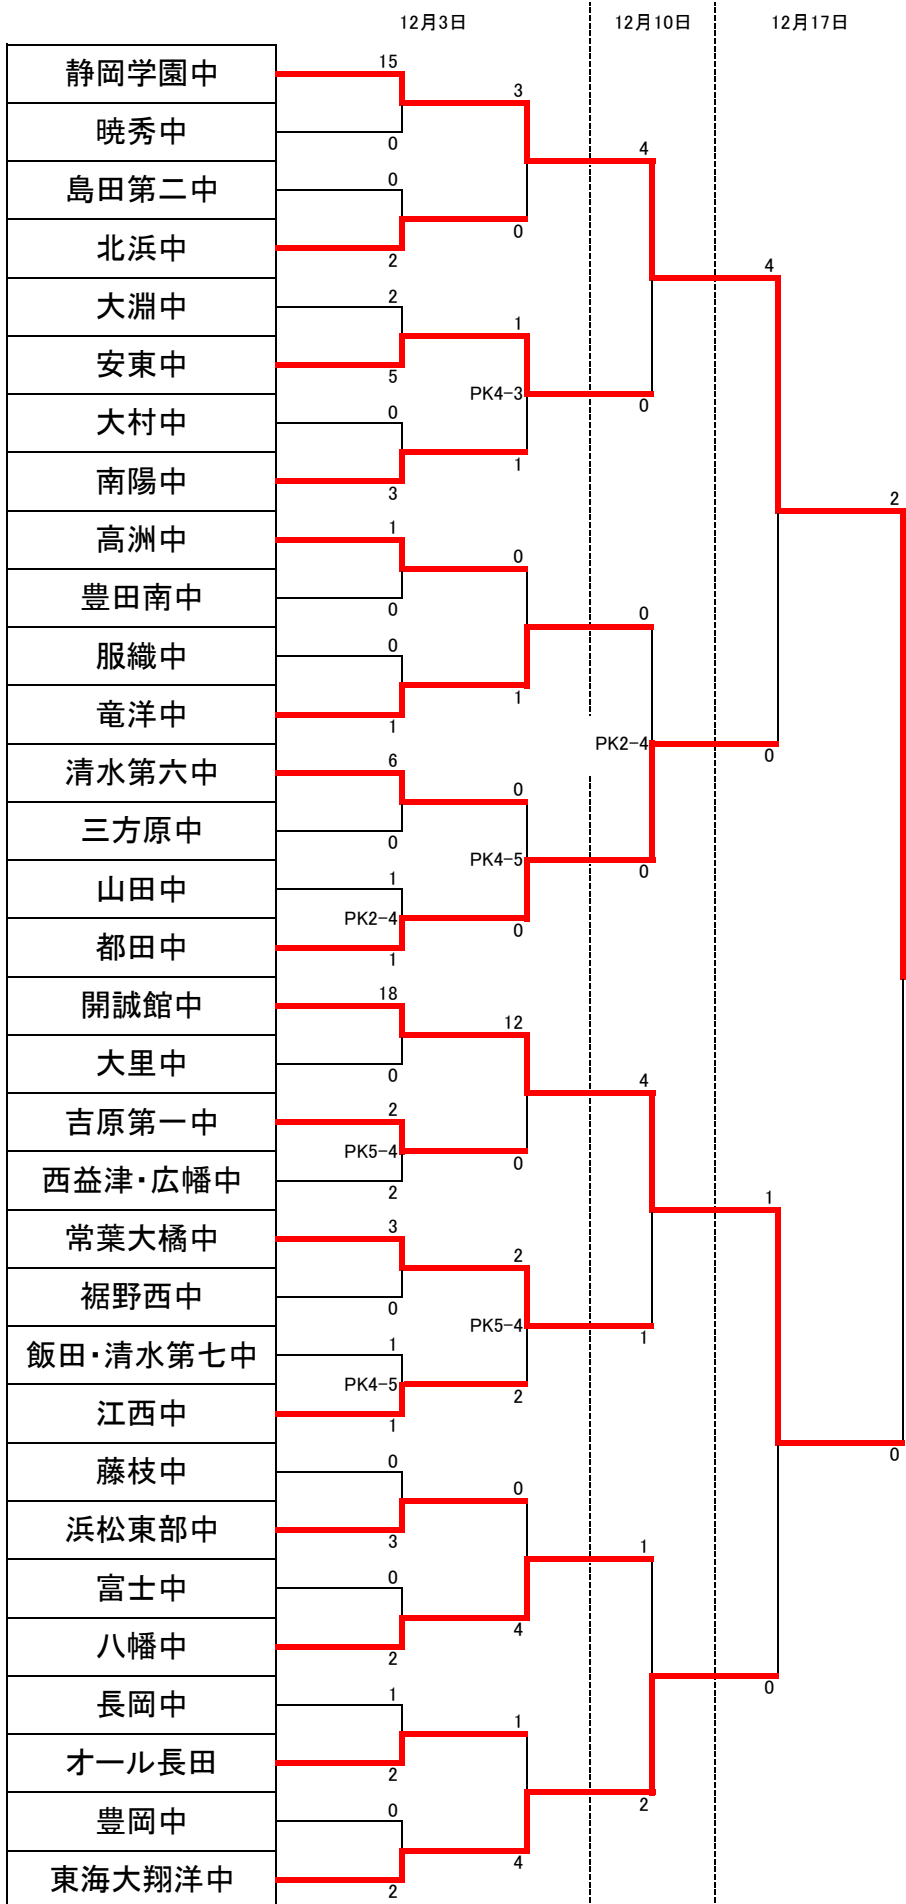 12月3日 12月10日 12月17日
15
静岡学園中
3
暁秀中
0
4
0
島田第二中
0
北浜中
2
4
2
大淵中
1
安東中
5
PK4-3
0
0
大村中
1
南陽中
3
2
1
高洲中
0
豊田南中
0
0
0
服織中
1
竜洋中
1
PK2-4
0
6
清水第六中
0
三方原中
0
PK4-5
0
1
山田中
PK2-4
0
都田中
1
18
開誠館中
12
大里中
0
4
2
吉原第一中
PK5-4
0
西益津・広幡中
2
1
3
常葉大橘中
2
裾野西中
0
PK5-4
1
1
飯田・清水第七中
PK4-5
2
江西中
1
0
0
藤枝中
0
浜松東部中
3
1
0
富士中
4
八幡中
2
0
1
長岡中
1
オール長田
2
2
0
豊岡中
4
東海大翔洋中
2